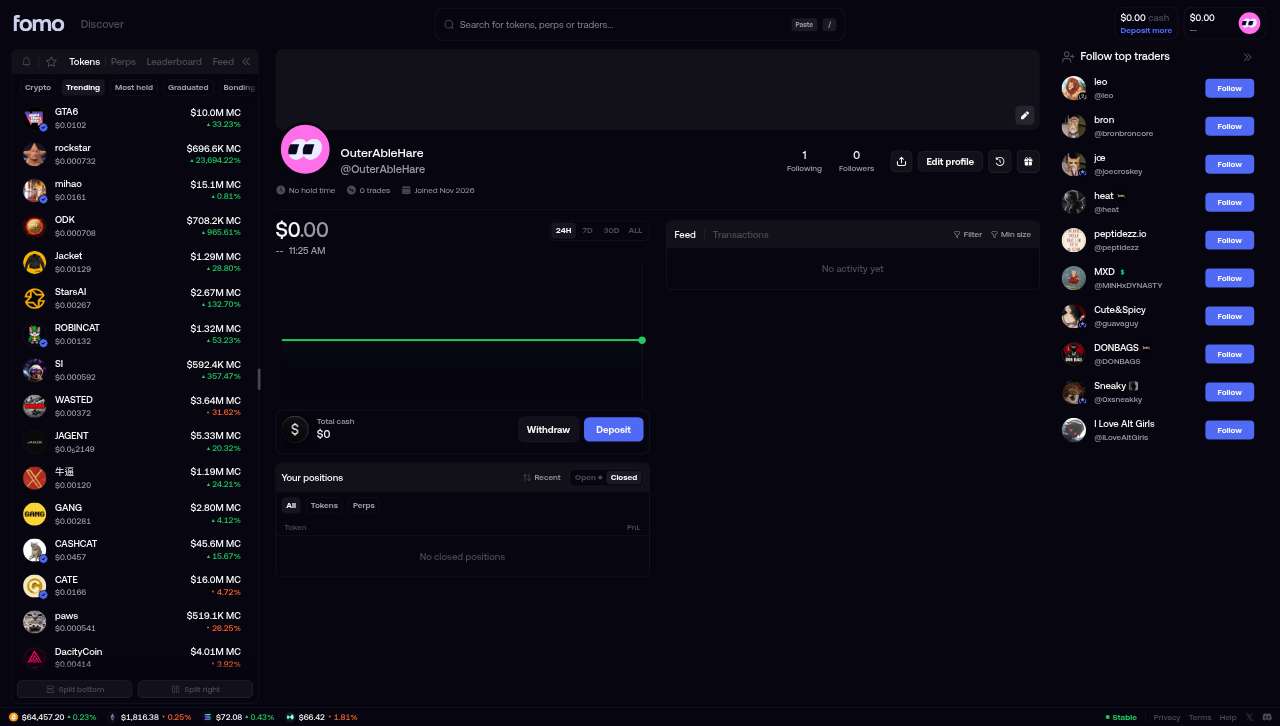 fomo
Discover
Search for tokens, perps or traders...
Paste
/
$0.00 cash
Deposit more
$0.00
—
Tokens Perps Leaderboard Feed
Crypto Trending Most held Graduated Bonding
GTA6 $10.0M MC
$0.0102 33.23%
rockstar $696.6K MC
$0.000732 23,694.22%
mihao $15.1M MC
$0.0161 0.81%
ODK $708.2K MC
$0.000708 965.61%
Jacket $1.29M MC
$0.00129 28.80%
StarsAI $2.67M MC
$0.00267 132.70%
ROBINCAT $1.32M MC
$0.00132 53.23%
SI $592.4K MC
$0.000592 357.47%
WASTED $3.64M MC
$0.00372 31.62%
JAGENT $5.33M MC
$0.0₅2149 20.32%
牛逼 $1.19M MC
$0.00120 24.21%
GANG $2.80M MC
$0.00281 4.12%
CASHCAT $45.6M MC
$0.0457 15.67%
CATE $16.0M MC
$0.0166 4.72%
paws $519.1K MC
$0.000541 26.25%
DacityCoin $4.01M MC
$0.00414 3.92%
Split bottom Split right
OuterAbleHare
@OuterAbleHare
1 Following
0 Followers
Edit profile
No hold time 0 trades Joined Nov 2026
$0.00
24H 7D 30D ALL
-- 11:25 AM
Total cash
$0
Withdraw Deposit
Your positions Recent Open Closed
All Tokens Perps
Token PnL
No closed positions
Feed Transactions Filter Min size
No activity yet
Follow top traders
leo
@leo
Follow
bron
@bronbroncore
Follow
jœ
@joecroskey
Follow
heat
@heat
Follow
peptidezz.io
@peptidezz
Follow
MXD
@MINHxDYNASTY
Follow
Cute&Spicy
@guavaguy
Follow
DONBAGS
@DONBAGS
Follow
Sneaky
@0xsneakky
Follow
I Love Alt Girls
@ILoveAltGirls
Follow
$64,457.20 0.23% $1,816.38 0.25% $72.08 0.43% $66.42 1.81%
Stable Privacy Terms Help